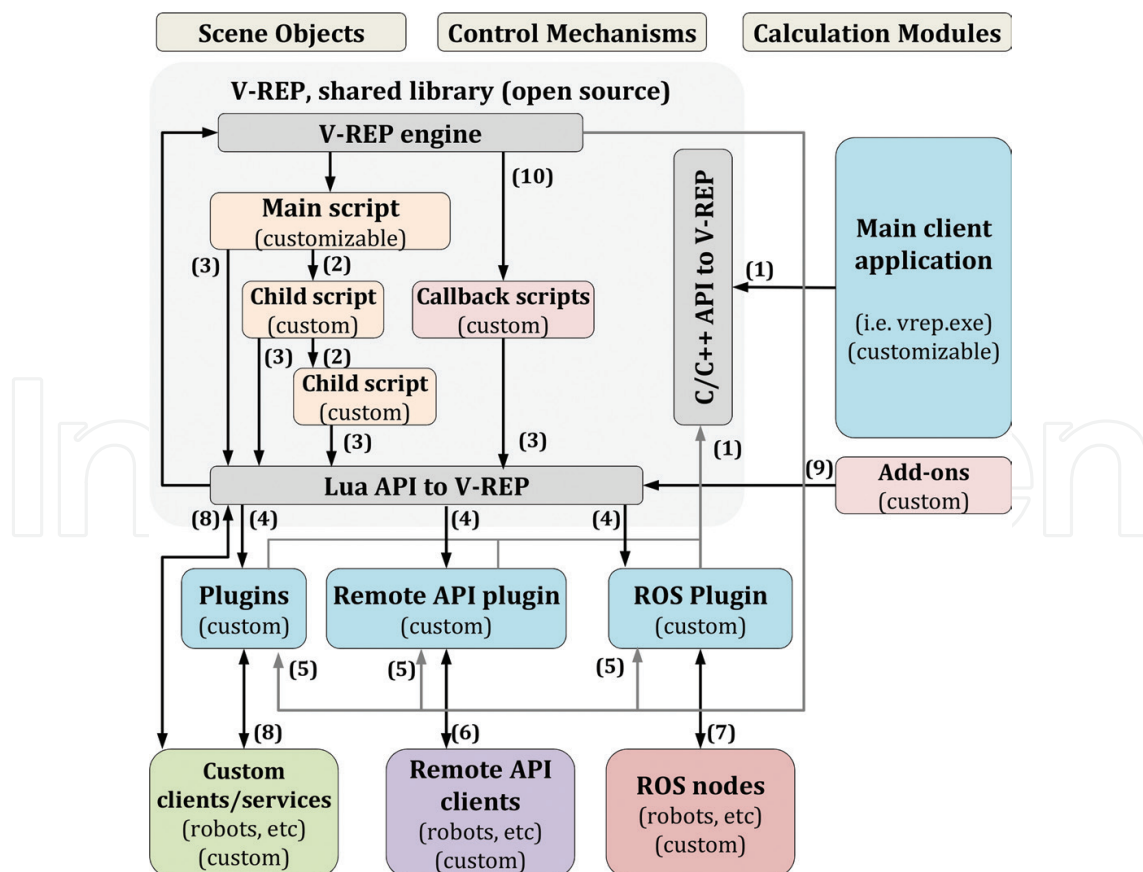 Scene Objects
Control Mechanisms
Calculation Modules
V-REP, shared library (open source)
V-REP engine
(10)
Main script
(customizable)
(3)
(2)
Child script
(custom)
Callback scripts
(custom)
(3)
(2)
Child script
(custom)
(3)
(3)
C/C++ API to V-REP
(1)
Main client
application
(i.e. vrep.exe)
(customizable)
(1)
Lua API to V-REP
(9)
Add-ons
(custom)
(8)
(4)
(4)
(4)
Plugins
(custom)
Remote API plugin
(custom)
ROS Plugin
(custom)
(5)
(5)
(5)
(8)
(6)
(7)
Custom
clients/services
(robots, etc)
(custom)
Remote API
clients
(robots, etc)
(custom)
ROS nodes
(robots, etc)
(custom)